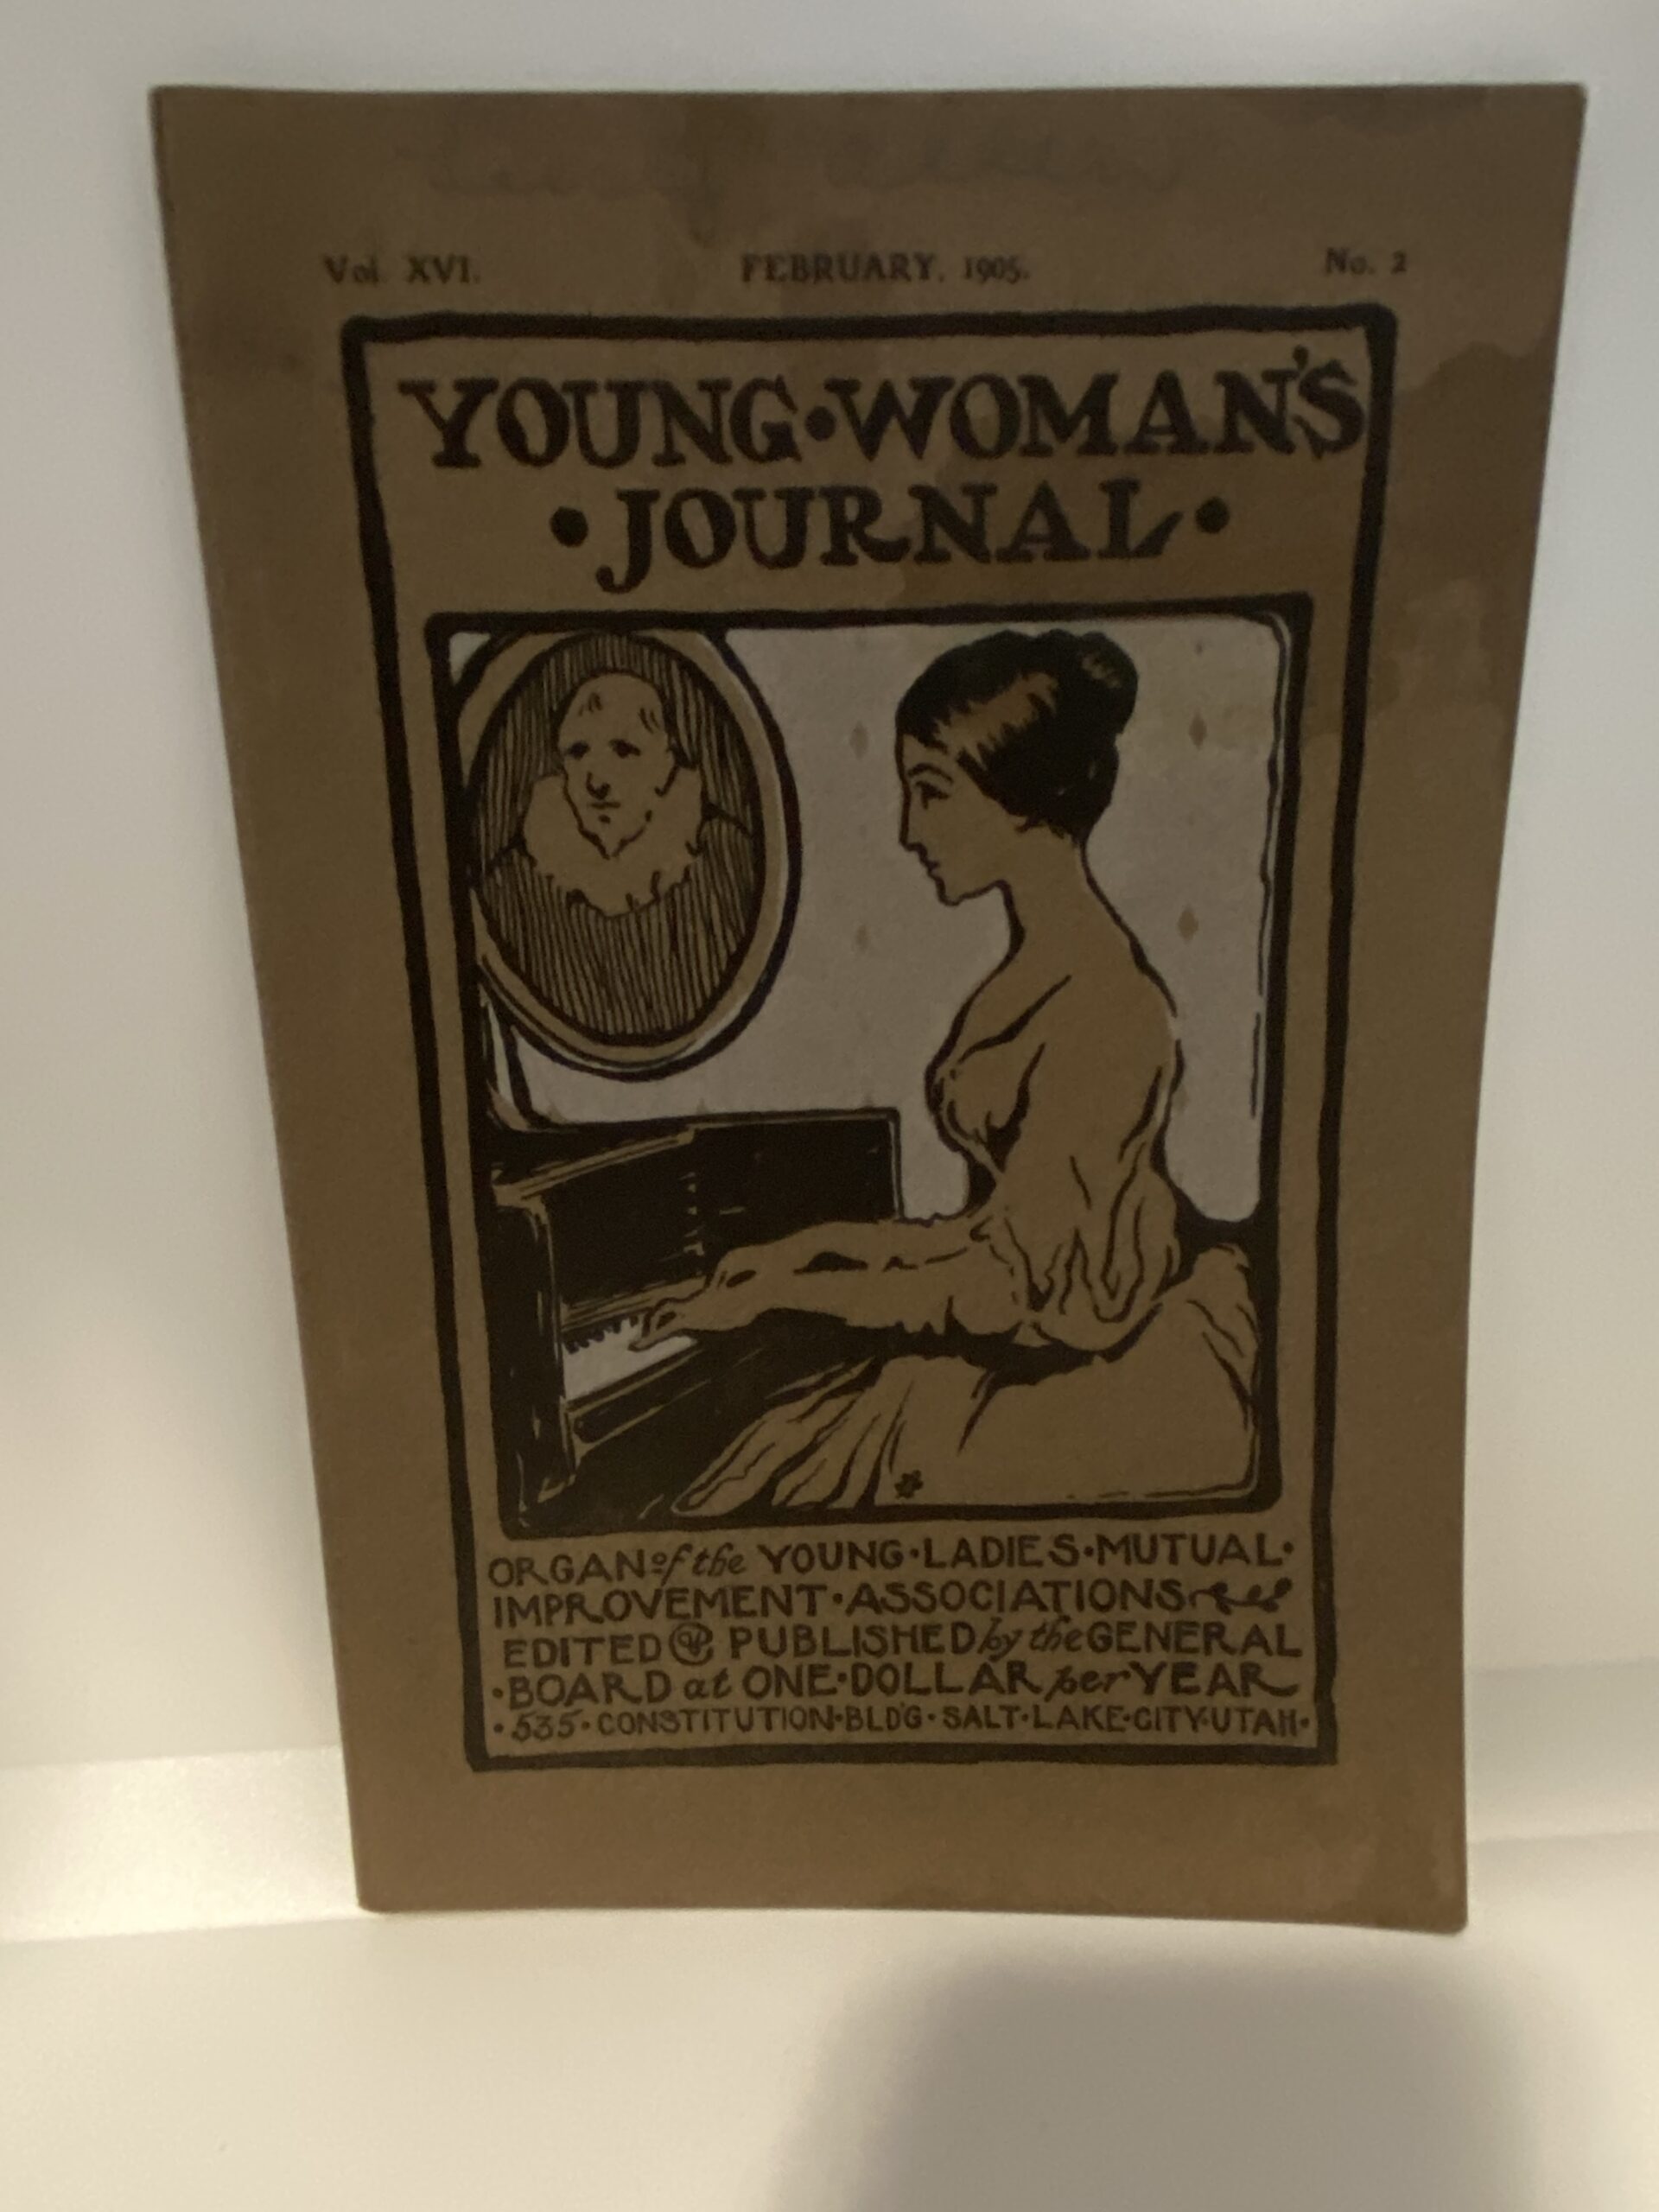 Vol. XVI. FEBRUARY, 1905. No. 2
YOUNG·WOMAN'S
·JOURNAL·
ORGAN of the YOUNG·LADIES·MUTUAL·
IMPROVEMENT·ASSOCIATIONS
EDITED & PUBLISHED by the GENERAL
·BOARD at ONE·DOLLAR per YEAR
·535·CONSTITUTION·BLD'G·SALT·LAKE·CITY·UTAH·